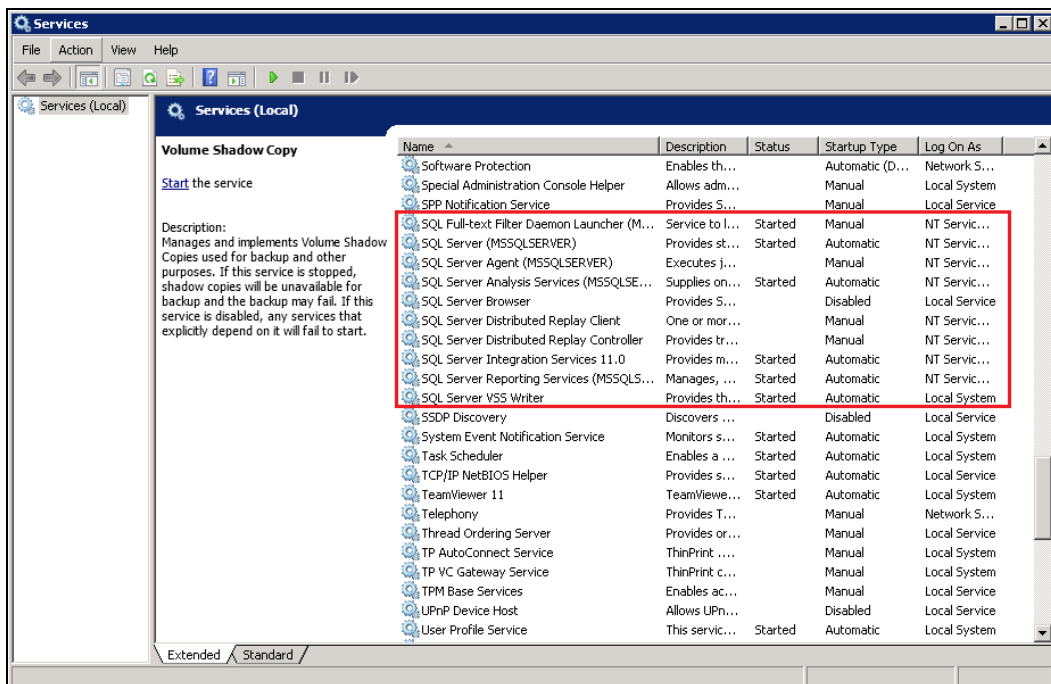 Services
File Action View Help
Services (Local)
Services (Local)
Volume Shadow Copy
Start the service
Description:
Manages and implements Volume Shadow
Copies used for backup and other
purposes. If this service is stopped,
shadow copies will be unavailable for
backup and the backup may fail. If this
service is disabled, any services that
explicitly depend on it will fail to start.
Name Description Status Startup Type Log On As
Software Protection Enables th... Automatic (D... Network S...
Special Administration Console Helper Allows adm... Manual Local System
SPP Notification Service Provides S... Manual Local Service
SQL Full-text Filter Daemon Launcher (M... Service to l... Started Manual NT Servic...
SQL Server (MSSQLSERVER) Provides st... Started Automatic NT Servic...
SQL Server Agent (MSSQLSERVER) Executes j... Manual NT Servic...
SQL Server Analysis Services (MSSQLSE... Supplies on... Started Automatic NT Servic...
SQL Server Browser Provides S... Disabled Local Service
SQL Server Distributed Replay Client One or mor... Manual NT Servic...
SQL Server Distributed Replay Controller Provides tr... Manual NT Servic...
SQL Server Integration Services 11.0 Provides m... Started Automatic NT Servic...
SQL Server Reporting Services (MSSQLS... Manages, ... Started Automatic NT Servic...
SQL Server VSS Writer Provides th... Started Automatic Local System
SSDP Discovery Discovers ... Disabled Local Service
System Event Notification Service Monitors s... Started Automatic Local System
Task Scheduler Enables a ... Started Automatic Local System
TCP/IP NetBIOS Helper Provides s... Started Automatic Local Service
TeamViewer 11 TeamViewe... Started Automatic Local System
Telephony Provides T... Manual Network S...
Thread Ordering Server Provides or... Manual Local Service
TP AutoConnect Service ThinPrint .... Manual Local System
TP VC Gateway Service ThinPrint c... Manual Local System
TPM Base Services Enables ac... Manual Local Service
UPnP Device Host Allows UPn... Disabled Local Service
User Profile Service This servic... Started Automatic Local System
Extended Standard